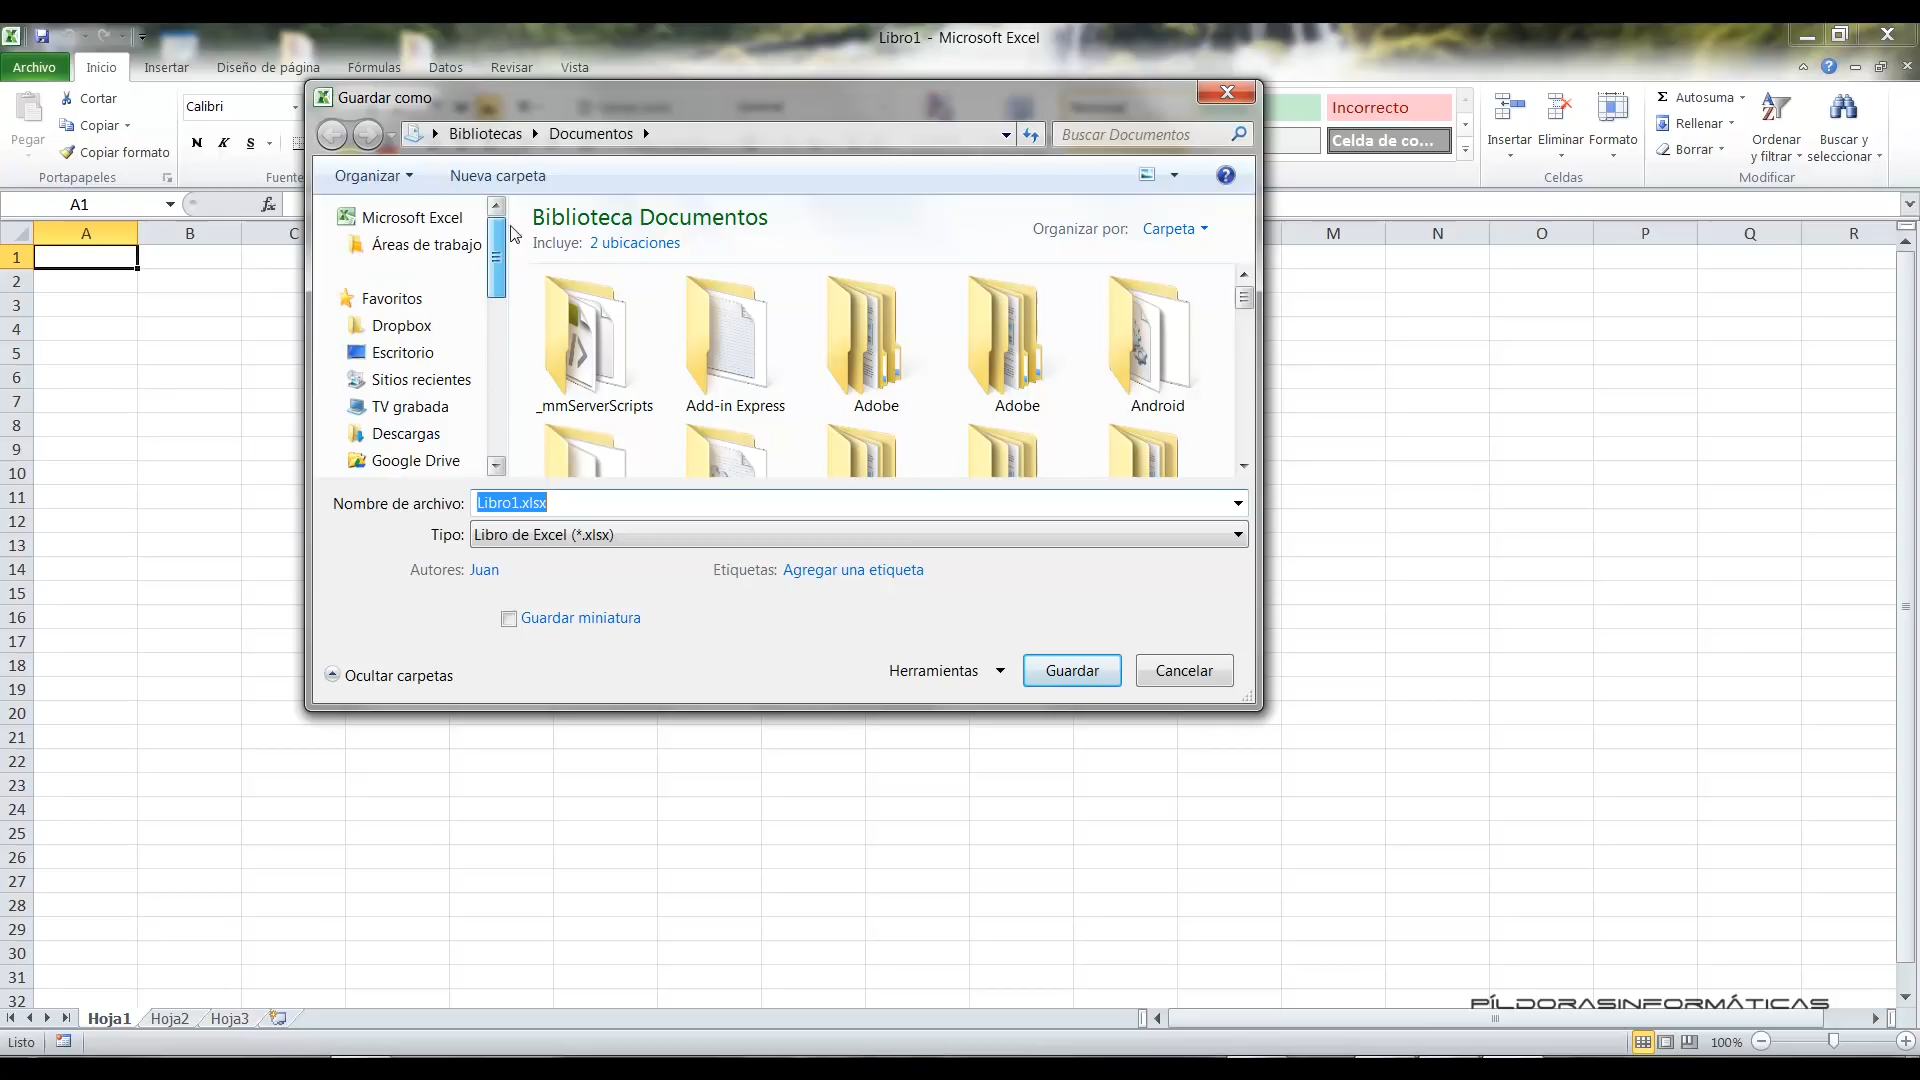 Libro1 - Microsoft Excel
Archivo Inicio Insertar Diseño de página Fórmulas Datos Revisar Vista
Pegar
Cortar
Copiar
Copiar formato
Portapapeles
Calibri
N K S
Fuente
Incorrecto
Celda de co...
Insertar Eliminar Formato
Celdas
Σ Autosuma
Rellenar
Borrar
Ordenar y filtrar
Buscar y seleccionar
Modificar
A1 fx
Guardar como
Bibliotecas Documentos
Buscar Documentos
Organizar Nueva carpeta
Microsoft Excel
Áreas de trabajo
Favoritos
Dropbox
Escritorio
Sitios recientes
TV grabada
Descargas
Google Drive
Biblioteca Documentos
Incluye: 2 ubicaciones
Organizar por: Carpeta
_mmServerScripts Add-in Express Adobe Adobe Android
Nombre de archivo: Libro1.xlsx
Tipo: Libro de Excel (*.xlsx)
Autores: Juan Etiquetas: Agregar una etiqueta
Guardar miniatura
Ocultar carpetas Herramientas Guardar Cancelar
A B C M N O P Q R
1
2
3
4
5
6
7
8
9
10
11
12
13
14
15
16
17
18
19
20
21
22
23
24
25
26
27
28
29
30
31
32
PÍLDORASINFORMÁTICAS
Hoja1 Hoja2 Hoja3
Listo 100%